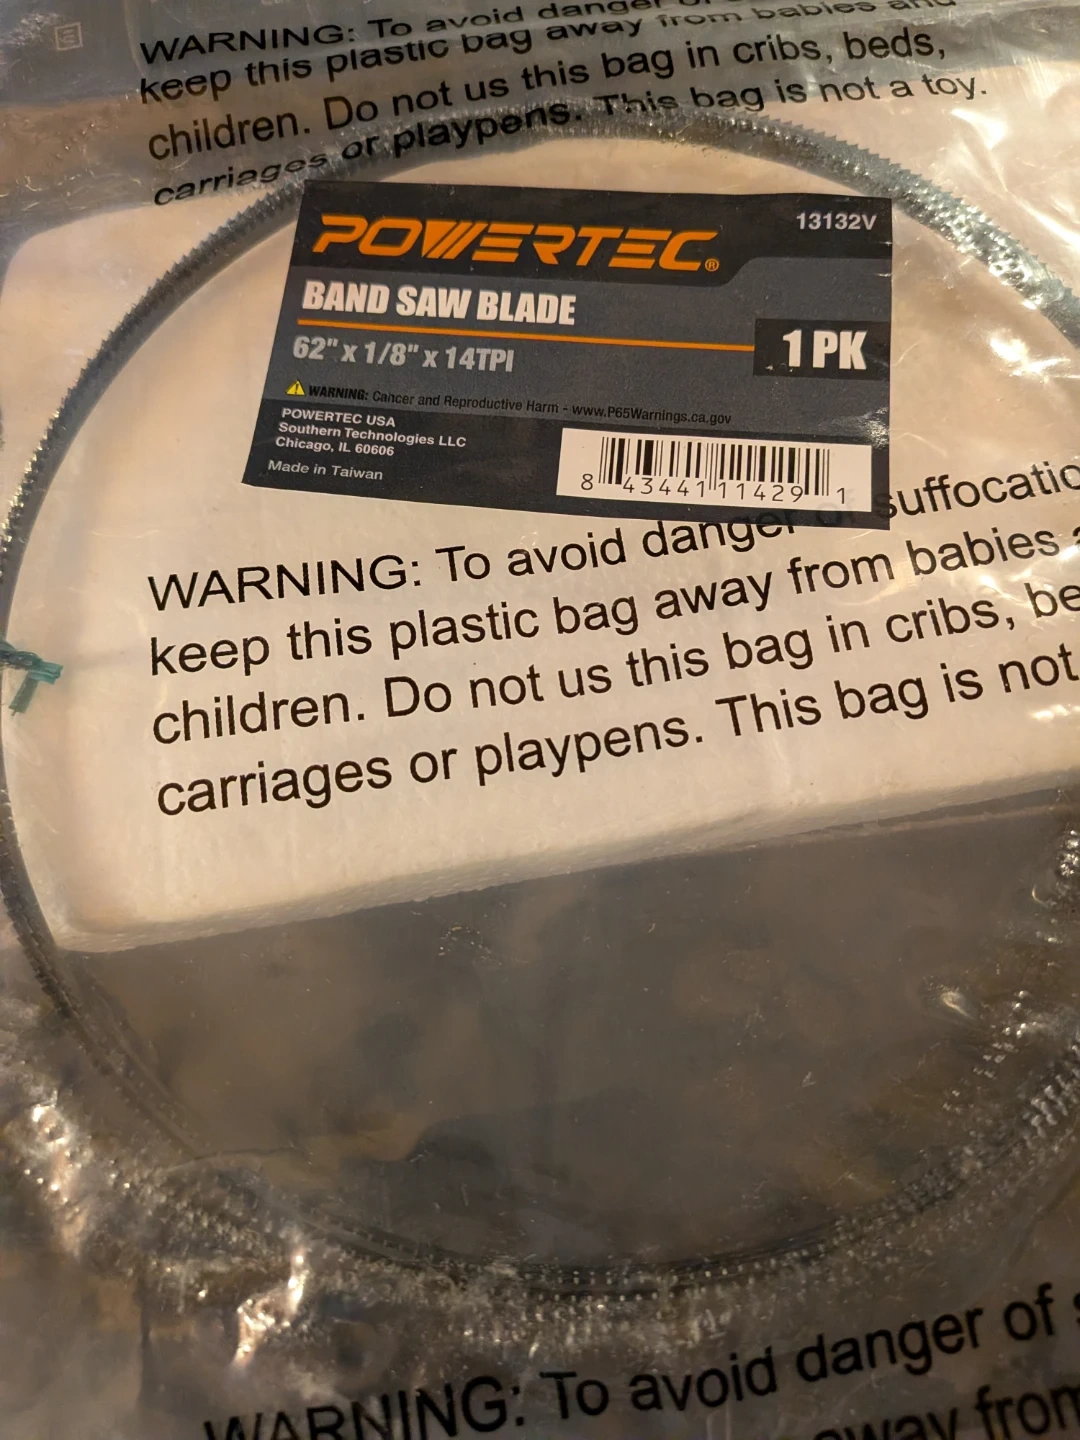 WARNING: To avoid danger
keep this plastic bag away from babies and
children. Do not us this bag in cribs, beds,
carriages or playpens. This bag is not a toy.
POWERTEC®
13132V
BAND SAW BLADE
62" x 1/8" x 14TPI
1 PK
WARNING: Cancer and Reproductive Harm - www.P65Warnings.ca.gov
POWERTEC USA
Southern Technologies LLC
Chicago, IL 60606
Made in Taiwan
8 43441 11429 1
WARNING: To avoid danger of suffocatio
keep this plastic bag away from babies
children. Do not us this bag in cribs, be
carriages or playpens. This bag is not
WARNING: To avoid danger of
away from